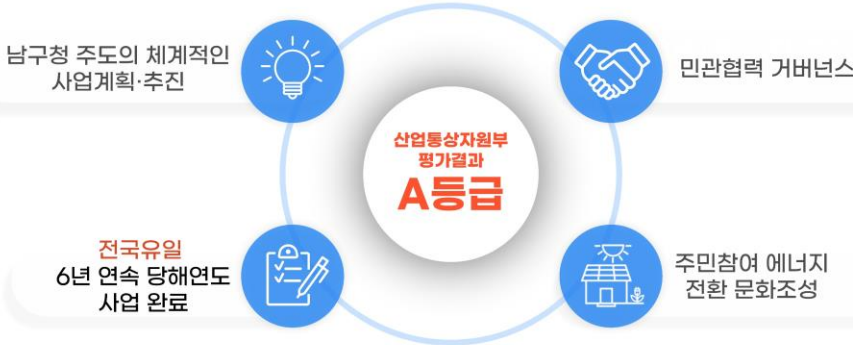 남구청 주도의 체계적인
사업계획·추진
민관협력 거버넌스
산업통상자원부
평가결과
A등급
전국유일
6년 연속 당해연도
사업 완료
주민참여 에너지
전환 문화조성